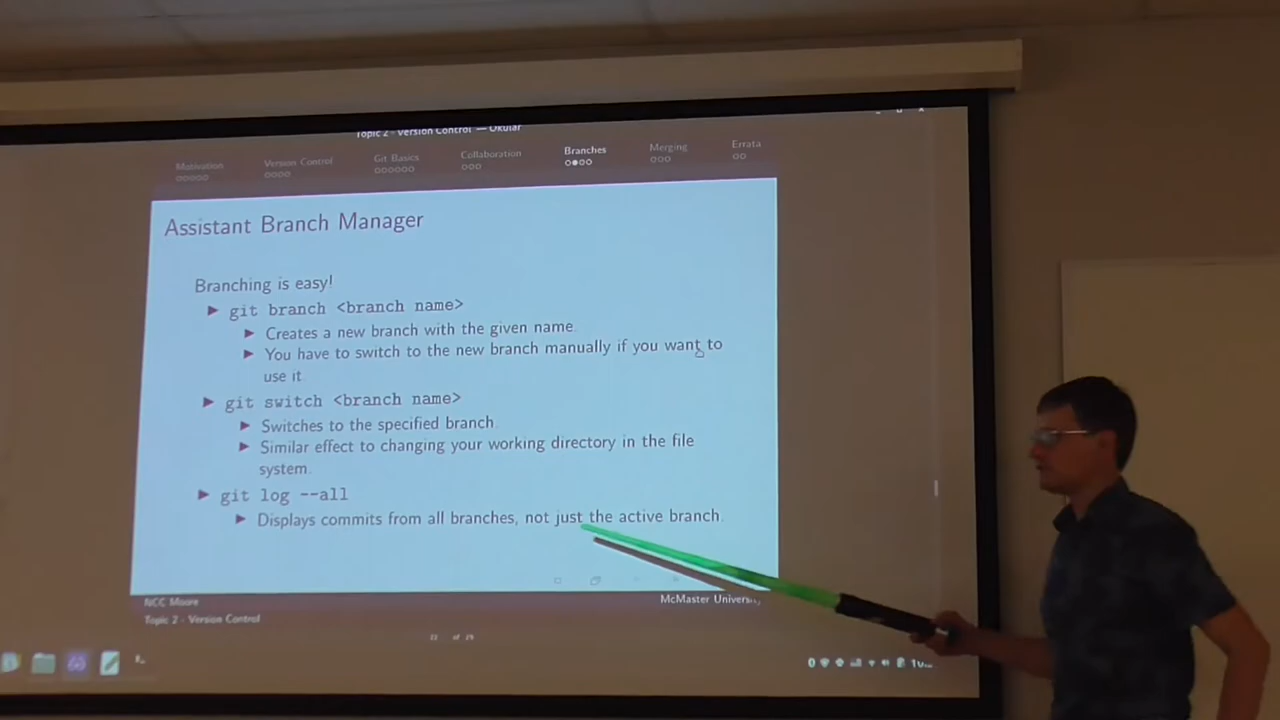 Topic 2 - Version Control — Okular
Motivation Version Control Git Basics Collaboration Branches Merging Errata
Assistant Branch Manager
Branching is easy!
git branch <branch name>
Creates a new branch with the given name.
You have to switch to the new branch manually if you want to
use it.
git switch <branch name>
Switches to the specified branch.
Similar effect to changing your working directory in the file
system.
git log --all
Displays commits from all branches, not just the active branch.
NCC Moore McMaster University
Topic 2 - Version Control